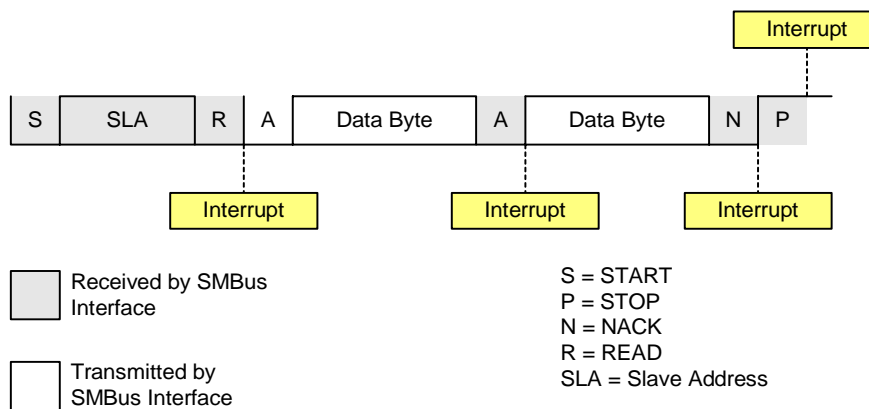 Interrupt
S SLA R A Data Byte A Data Byte N P
Interrupt Interrupt Interrupt
Received by SMBus
Interface
Transmitted by
SMBus Interface
S = START
P = STOP
N = NACK
R = READ
SLA = Slave Address